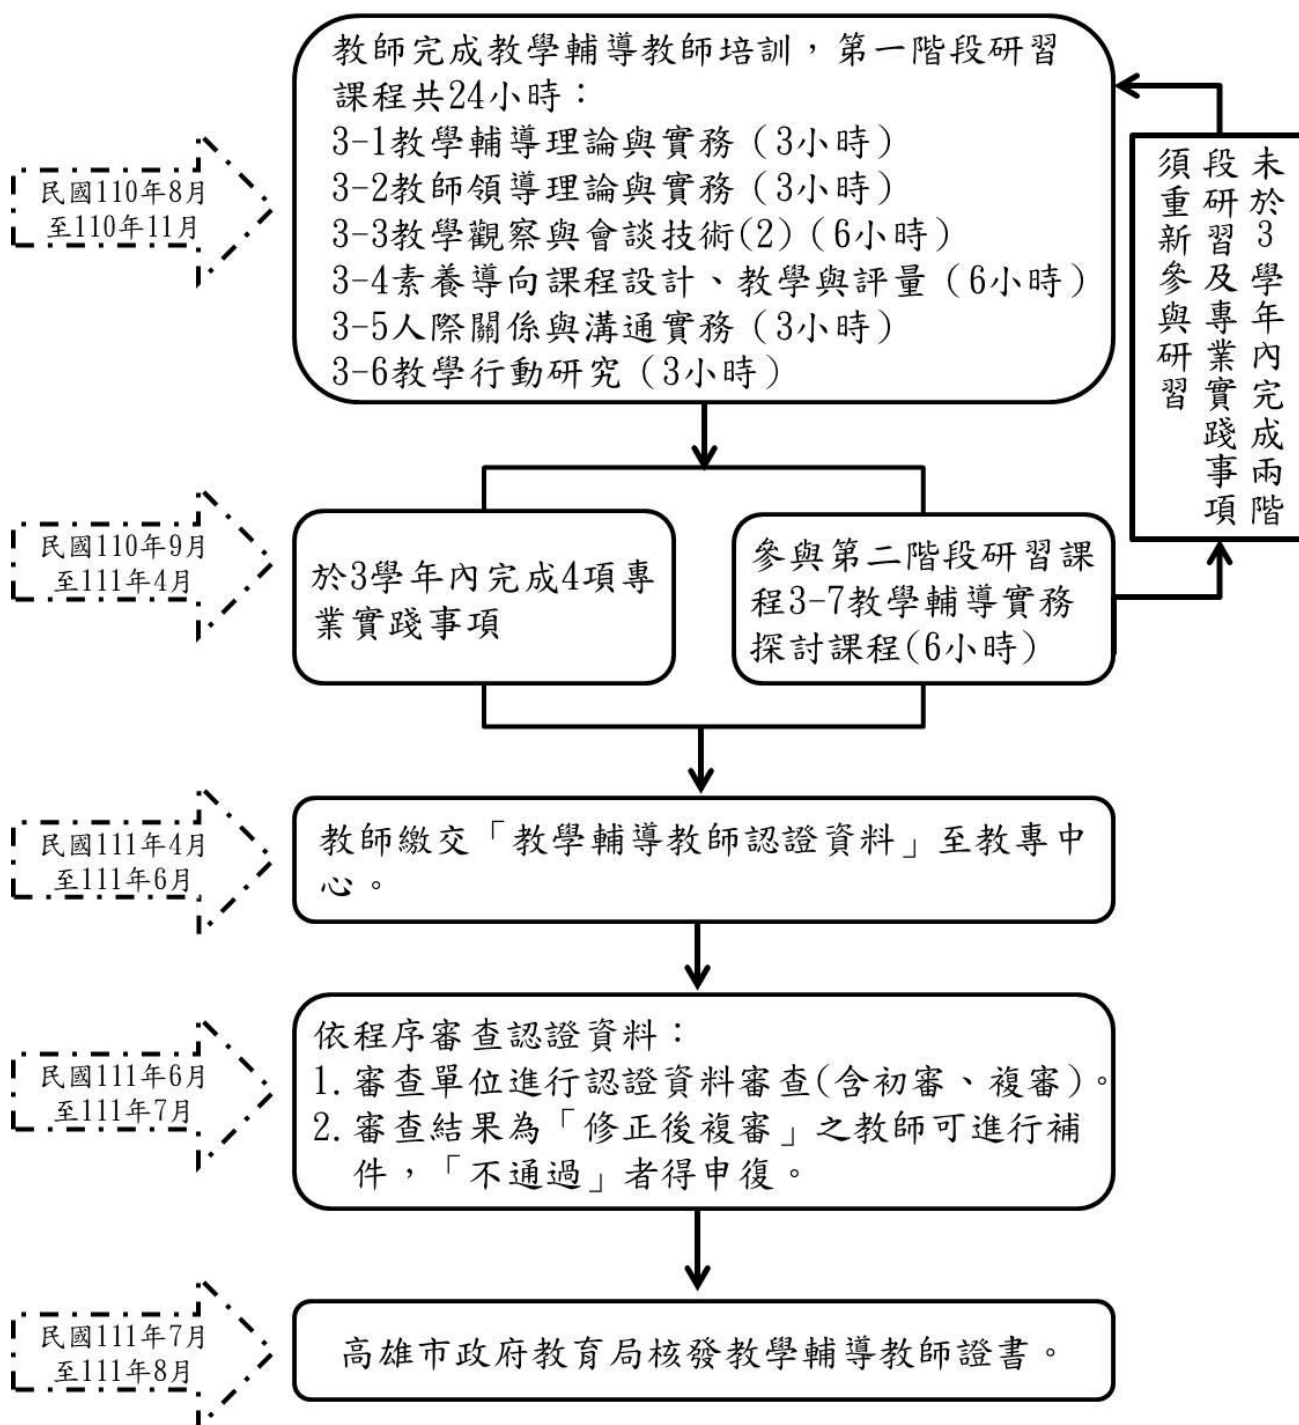 教師完成教學輔導教師培訓，第一階段研習
課程共24小時：
3-1教學輔導理論與實務（3小時）
3-2教師領導理論與實務（3小時）
3-3教學觀察與會談技術(2)（6小時）
3-4素養導向課程設計、教學與評量（6小時）
3-5人際關係與溝通實務（3小時）
3-6教學行動研究（3小時）
民國110年8月
至110年11月
未於3學年內完成兩階
段研習及專業實踐事項
須重新參與研習
民國110年9月
至111年4月
於3學年內完成4項專
業實踐事項
參與第二階段研習課
程3-7教學輔導實務
探討課程(6小時)
民國111年4月
至111年6月
教師繳交「教學輔導教師認證資料」至教專中
心。
民國111年6月
至111年7月
依程序審查認證資料：
1. 審查單位進行認證資料審查(含初審、複審)。
2. 審查結果為「修正後複審」之教師可進行補
件，「不通過」者得申復。
民國111年7月
至111年8月
高雄市政府教育局核發教學輔導教師證書。